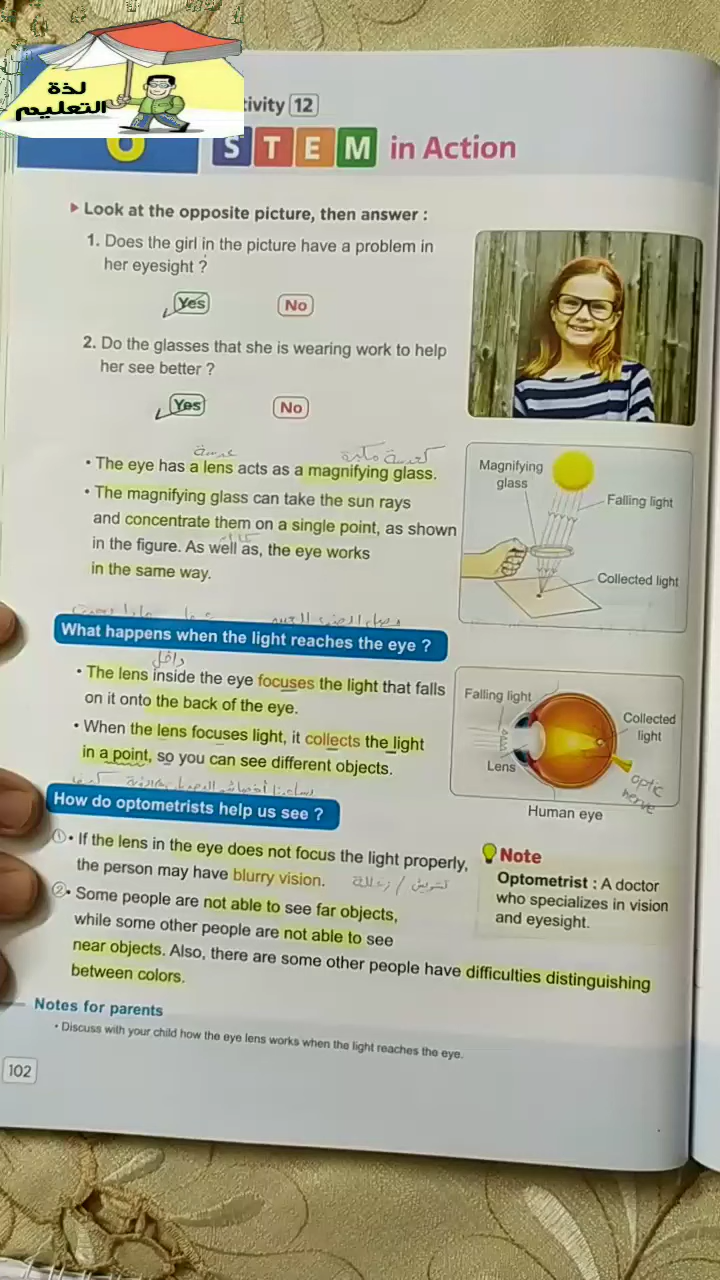 لذة
التعليم
tivity 12
STEM in Action
Look at the opposite picture, then answer :
1. Does the girl in the picture have a problem in
her eyesight ?
Yes No
2. Do the glasses that she is wearing work to help
her see better ?
Yes No
عدسة كعدسة مكبرة
• The eye has a lens acts as a magnifying glass.
• The magnifying glass can take the sun rays
and concentrate them on a single point, as shown
in the figure. As well as, the eye works
in the same way.
Magnifying
glass
Falling light
Collected light
What happens when the light reaches the eye ?
داخل
• The lens inside the eye focuses the light that falls
on it onto the back of the eye.
• When the lens focuses light, it collects the light
in a point, so you can see different objects.
Falling light
Collected
light
Lens
optic
nerve
Human eye
How do optometrists help us see ?
① • If the lens in the eye does not focus the light properly,
the person may have blurry vision. تشويش / زغللة
② • Some people are not able to see far objects,
while some other people are not able to see
near objects. Also, there are some other people have difficulties distinguishing
between colors.
Note
Optometrist : A doctor
who specializes in vision
and eyesight.
Notes for parents
• Discuss with your child how the eye lens works when the light reaches the eye.
102